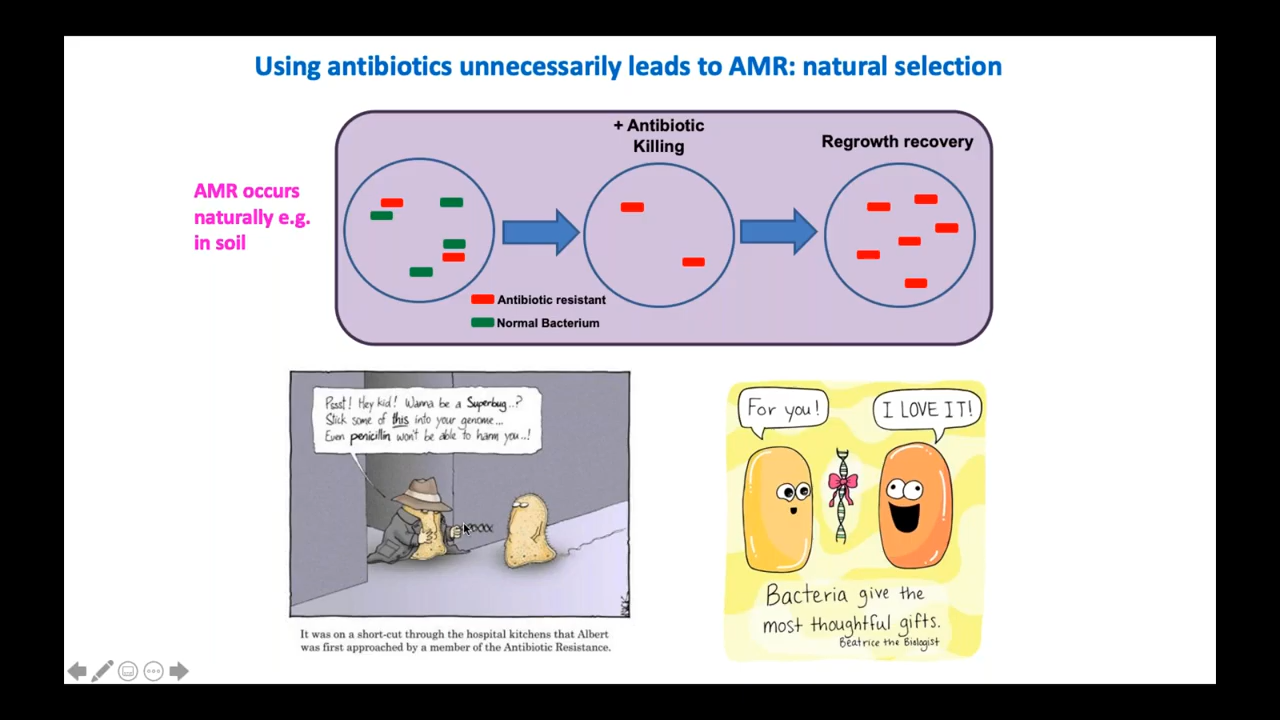 Using antibiotics unnecessarily leads to AMR: natural selection
AMR occurs
naturally e.g.
in soil
+ Antibiotic
Killing
Regrowth recovery
Antibiotic resistant
Normal Bacterium
Pssst! Hey kid! Wanna be a Superbug..?
Stick some of this into your genome...
Even penicillin won't be able to harm you..!
It was on a short-cut through the hospital kitchens that Albert
was first approached by a member of the Antibiotic Resistance.
For you!
I LOVE IT!
Bacteria give the
most thoughtful gifts.
Beatrice the Biologist